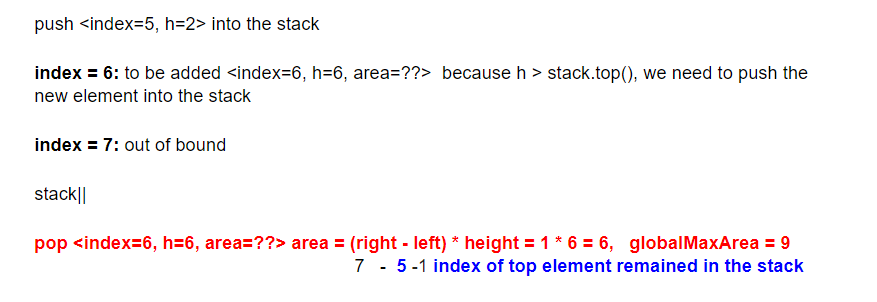 push <index=5, h=2> into the stack
index = 6: to be added <index=6, h=6, area=??> because h > stack.top(), we need to push the
new element into the stack
index = 7: out of bound
stack||
pop <index=6, h=6, area=??> area = (right - left) * height = 1 * 6 = 6, globalMaxArea = 9
7 - 5 -1 index of top element remained in the stack